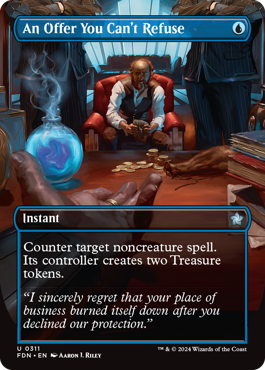 An Offer You Can't Refuse
Instant
Counter target noncreature spell.
Its controller creates two Treasure
tokens.
“I sincerely regret that your place of
business burned itself down after you
declined our protection.”
U 0311
FDN • EN AARON J. RILEY
™ & © 2024 Wizards of the Coast